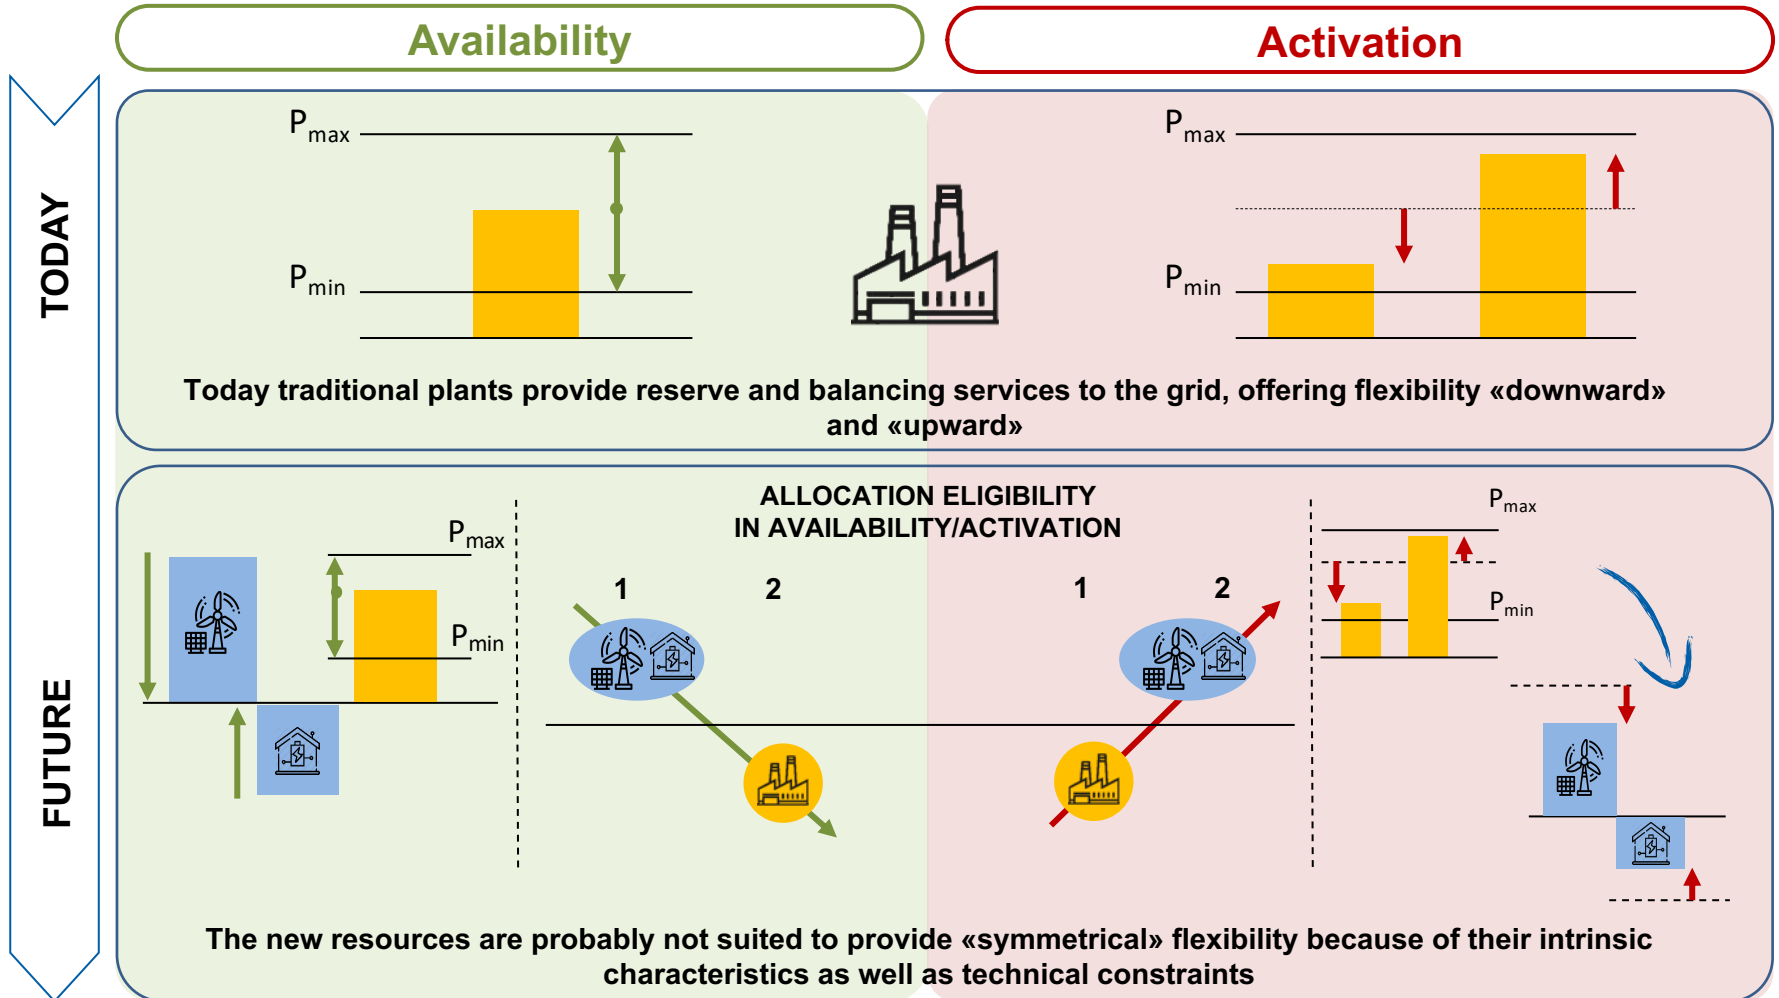 Availability
Activation
TODAY
Pmax
Pmin
Pmax
Pmin
Today traditional plants provide reserve and balancing services to the grid, offering flexibility «downward»
and «upward»
FUTURE
ALLOCATION ELIGIBILITY
IN AVAILABILITY/ACTIVATION
Pmax
Pmin
1
2
1
2
Pmax
Pmin
The new resources are probably not suited to provide «symmetrical» flexibility because of their intrinsic
characteristics as well as technical constraints